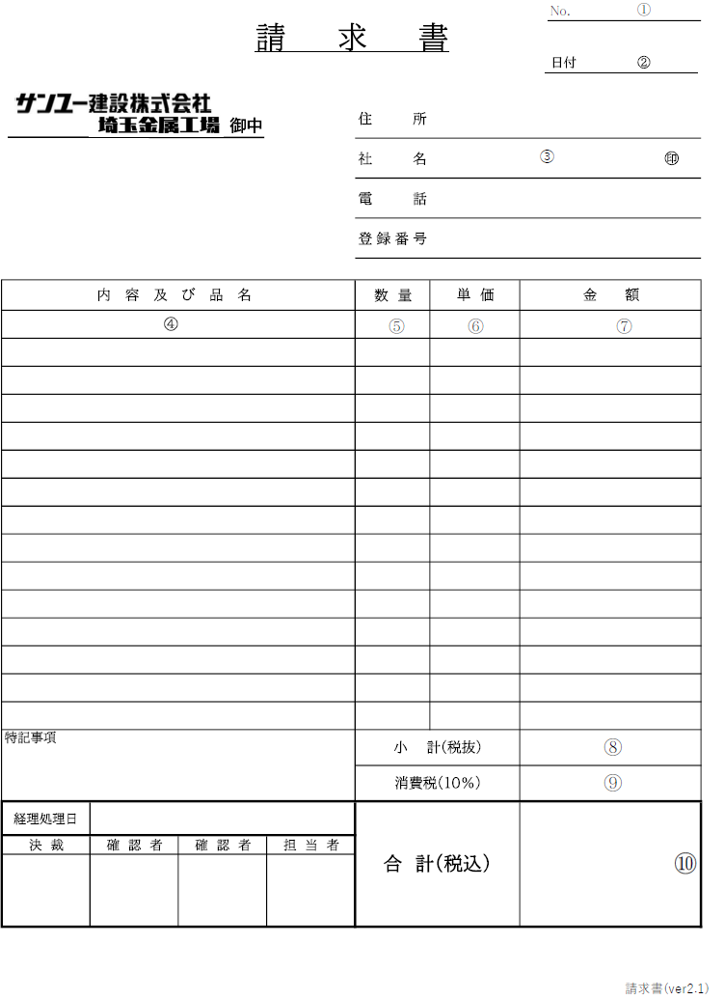 No. ①
請 求 書
日付 ②
サンユー建設株式会社
埼玉金属工場 御中
住 所
社 名 ③ ㊞
電 話
登録番号
内 容 及 び 品 名 数 量 単 価 金 額
④ ⑤ ⑥ ⑦
特記事項
小 計(税抜) ⑧
消費税(10%) ⑨
経理処理日
決 裁 確 認 者 確 認 者 担 当 者
合 計(税込) ⑩
請求書(ver2.1)